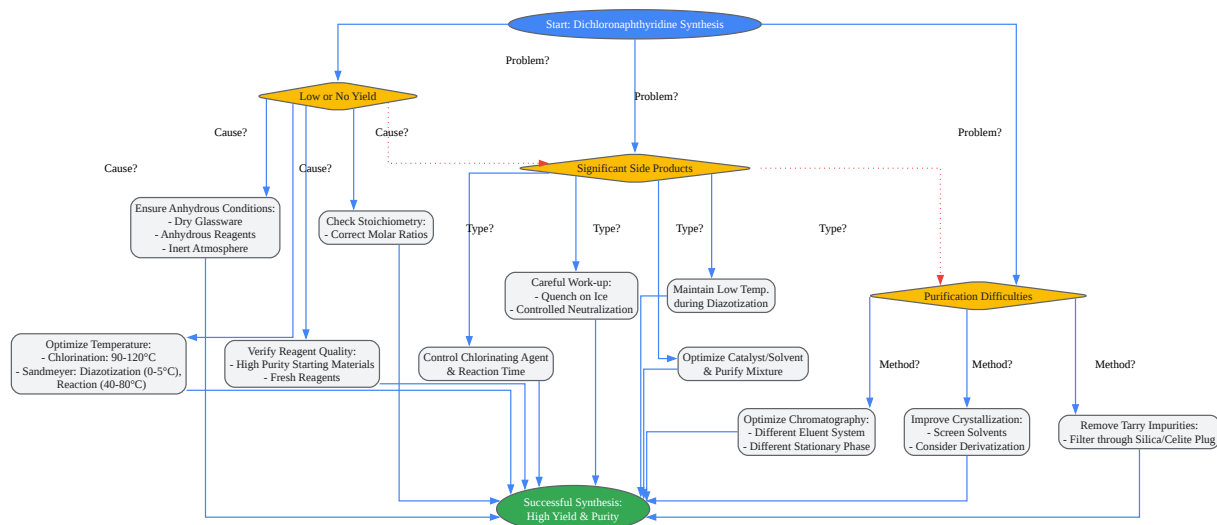 Start: Dichloronaphthyridine Synthesis
Problem?
Low or No Yield
Problem?
Cause?
Cause?
Problem?
Cause?
Cause?
Significant Side Products
Ensure Anhydrous Conditions:
- Dry Glassware
- Anhydrous Reagents
- Inert Atmosphere
Check Stoichiometry:
- Correct Molar Ratios
Type?
Type?
Type?
Type?
Careful Work-up:
- Quench on Ice
- Controlled Neutralization
Maintain Low Temp.
during Diazotization
Purification Difficulties
Optimize Temperature:
- Chlorination: 90-120°C
- Sandmeyer: Diazotization (0-5°C),
Reaction (40-80°C)
Verify Reagent Quality:
- High Purity Starting Materials
- Fresh Reagents
Control Chlorinating Agent
& Reaction Time
Optimize Catalyst/Solvent
& Purify Mixture
Method?
Method?
Method?
Optimize Chromatography:
- Different Eluent System
- Different Stationary Phase
Improve Crystallization:
- Screen Solvents
- Consider Derivatization
Remove Tarry Impurities:
- Filter through Silica/Celite Plug
Successful Synthesis:
High Yield & Purity